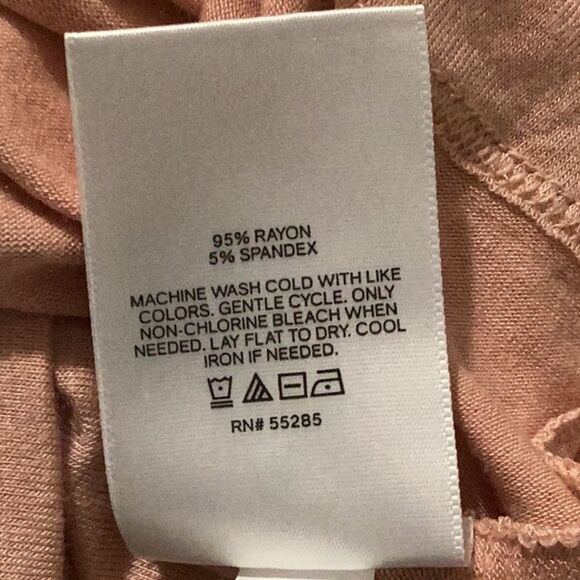 95% RAYON
5% SPANDEX
MACHINE WASH COLD WITH LIKE
COLORS. GENTLE CYCLE. ONLY
NON-CHLORINE BLEACH WHEN
NEEDED. LAY FLAT TO DRY. COOL
IRON IF NEEDED.
RN# 55285